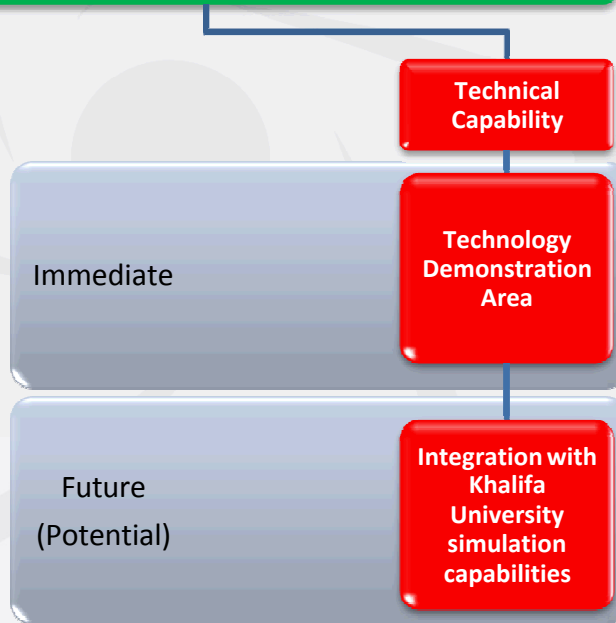 Technical
Capability
Immediate
Technology
Demonstration
Area
Future
(Potential)
Integration with
Khalifa
University
simulation
capabilities